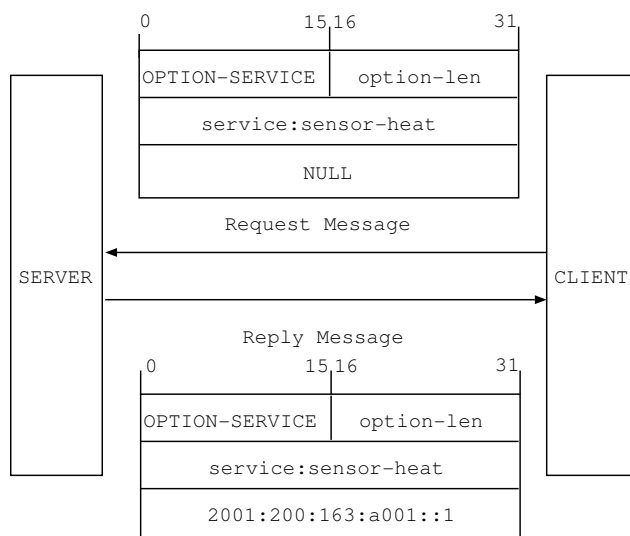 0 15 16 31
OPTION-SERVICE option-len
service:sensor-heat
NULL
Request Message
SERVER CLIENT
Reply Message
0 15 16 31
OPTION-SERVICE option-len
service:sensor-heat
2001:200:163:a001::1